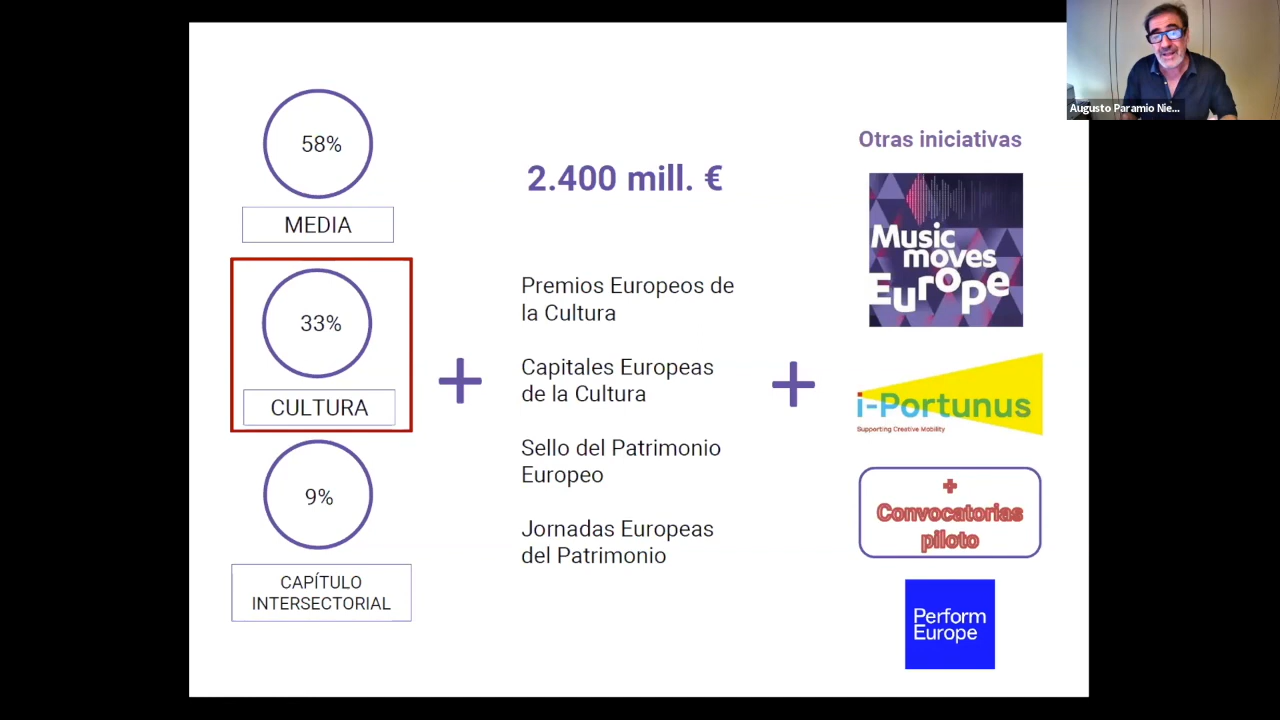 58%
MEDIA
33%
CULTURA
9%
CAPÍTULO
INTERSECTORIAL
+
2.400 mill. €
Premios Europeos de
la Cultura
Capitales Europeas
de la Cultura
Sello del Patrimonio
Europeo
Jornadas Europeas
del Patrimonio
+
Otras iniciativas
Music
moves
Europe
i-Portunus
Supporting Creative Mobility
+
Convocatorias
piloto
Perform
Europe
Augusto Paramio Nie...